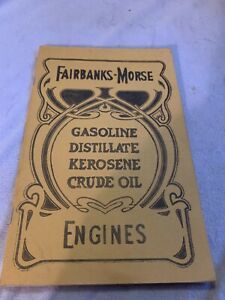 FAIRBANKS-MORSE
GASOLINE
DISTILLATE
KEROSENE
CRUDE OIL
ENGINES